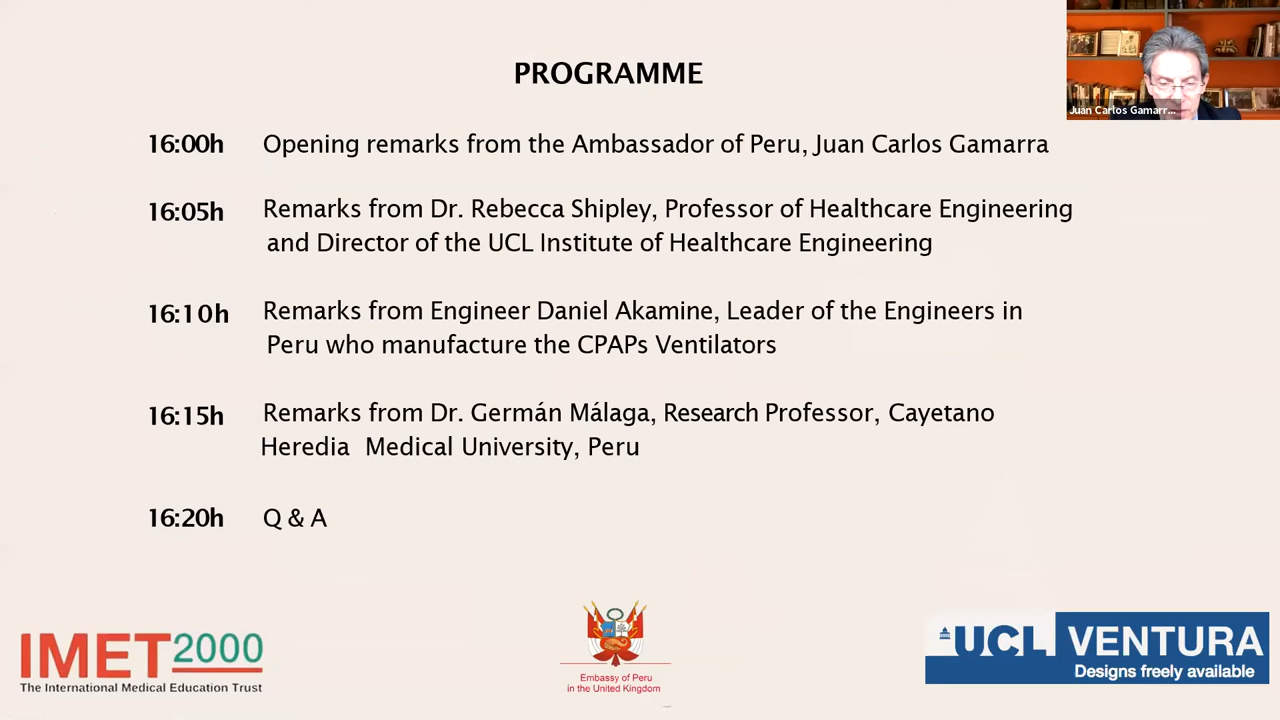 PROGRAMME
Juan Carlos Gamarr...
16:00h Opening remarks from the Ambassador of Peru, Juan Carlos Gamarra
16:05h Remarks from Dr. Rebecca Shipley, Professor of Healthcare Engineering
and Director of the UCL Institute of Healthcare Engineering
16:10h Remarks from Engineer Daniel Akamine, Leader of the Engineers in
Peru who manufacture the CPAPs Ventilators
16:15h Remarks from Dr. Germán Málaga, Research Professor, Cayetano
Heredia Medical University, Peru
16:20h Q & A
IMET2000
The International Medical Education Trust
Embassy of Peru
in the United Kingdom
UCL VENTURA
Designs freely available